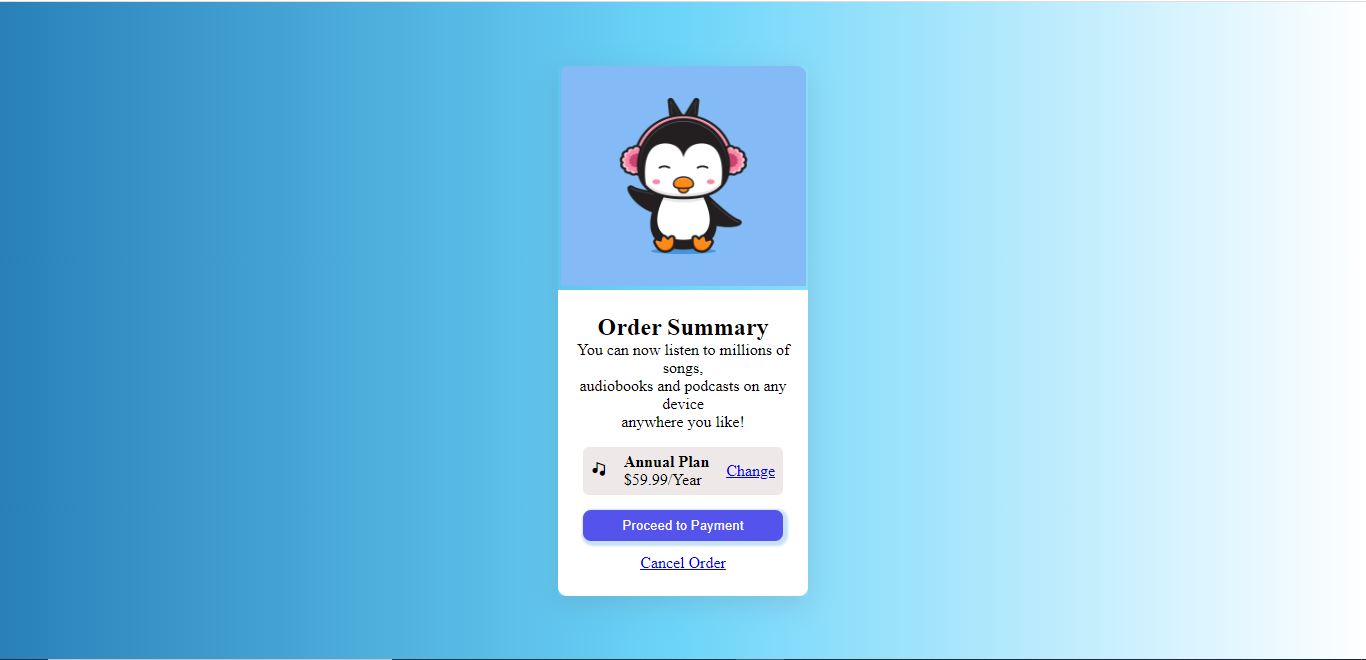 Order Summary
You can now listen to millions of
songs,
audiobooks and podcasts on any
device
anywhere you like!
Annual Plan
$59.99/Year
Change
Proceed to Payment
Cancel Order